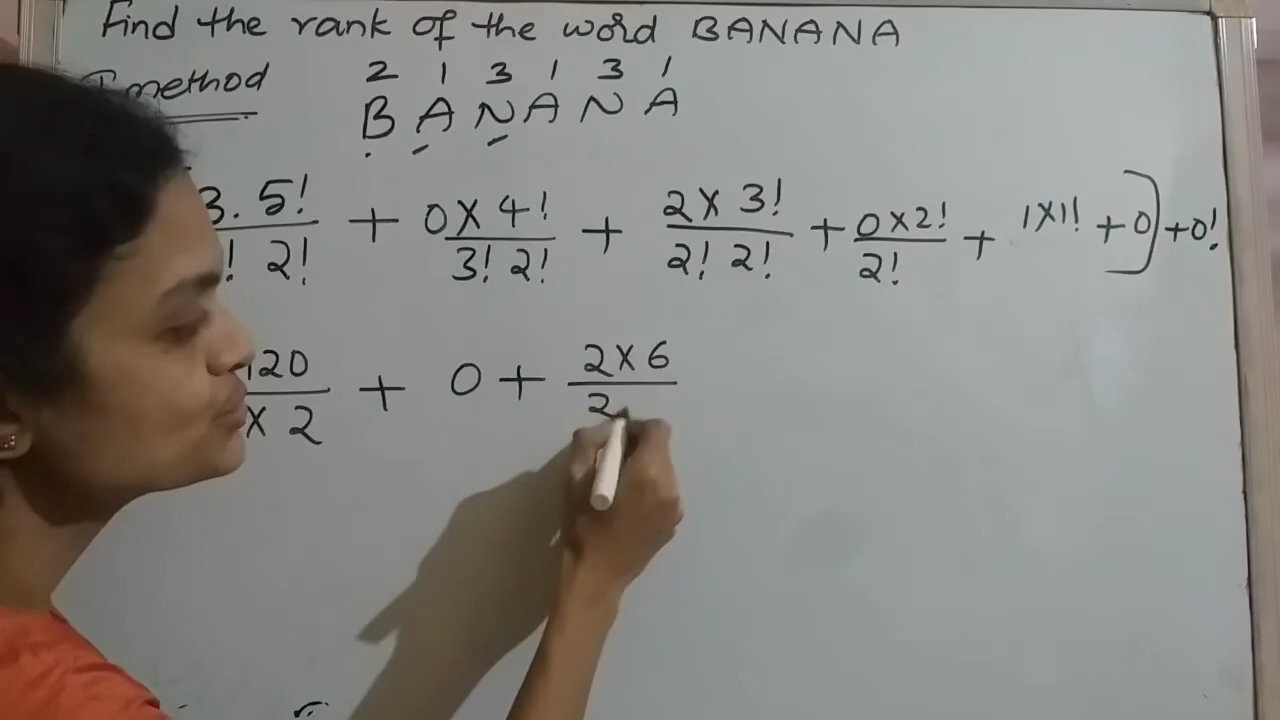 Find the rank of the word BANANA
I method 2 1 3 1 3 1
B A N A N A
3. 5! / ! 2! + 0 X 4! / 3! 2! + 2 X 3! / 2! 2! + 0 X 2! / 2! + 1 X 1! + 0] + 0!
120 / X 2 + 0 + 2 X 6 / 2